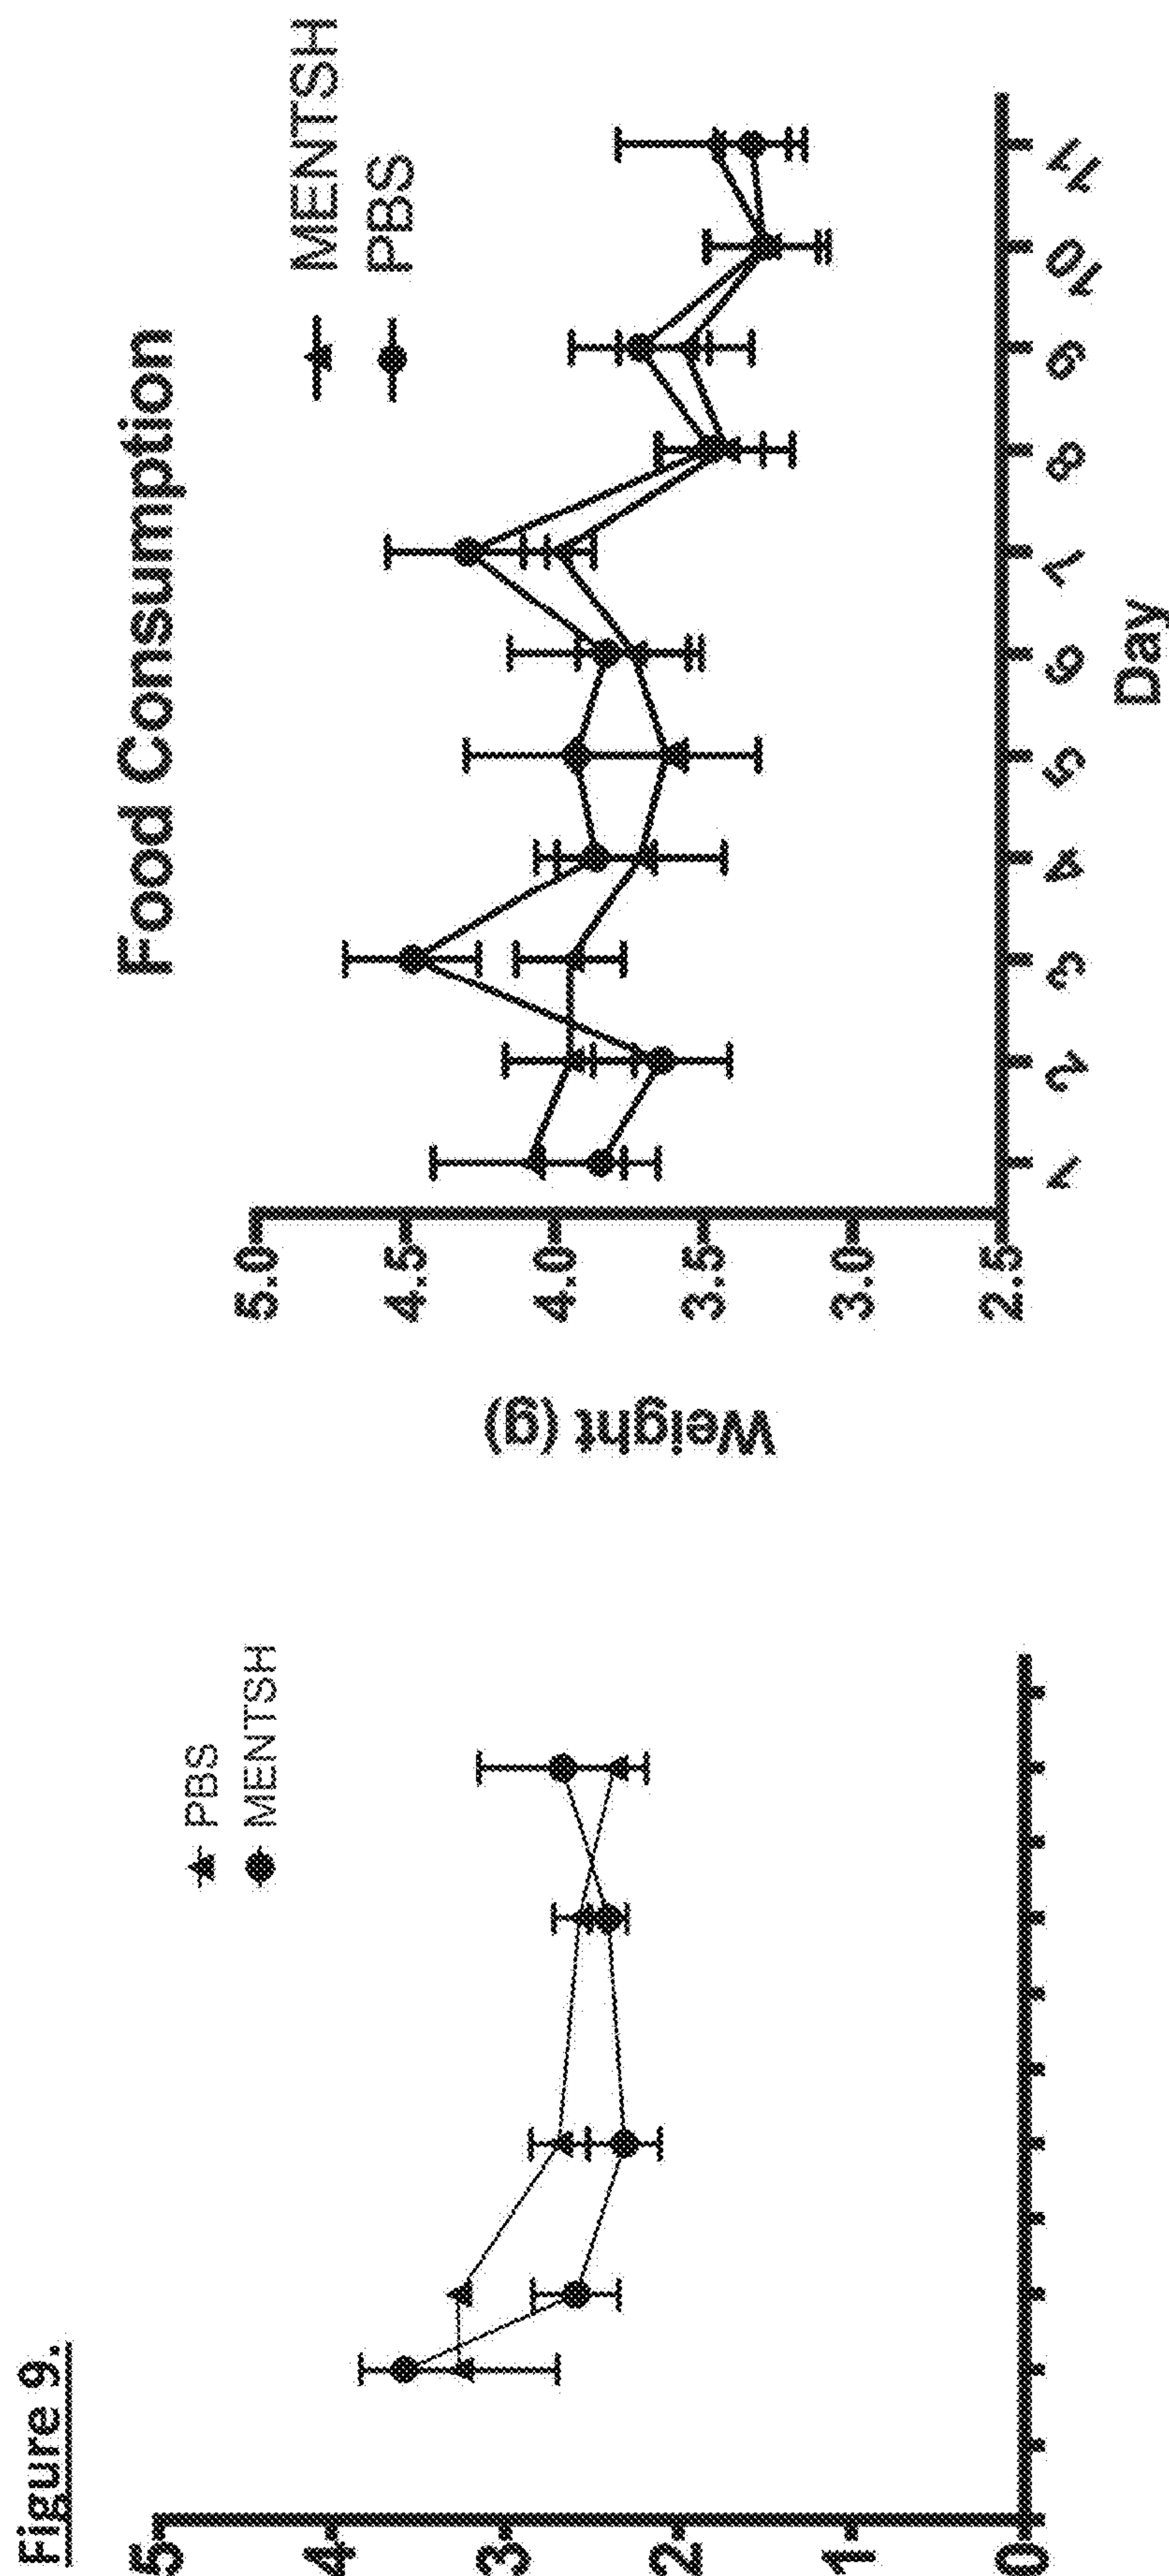 Figure 9.
PBS
MENTSH
5
4
3
2
1
0
Food Consumption
MENTSH
PBS
Weight (g)
5.0
4.5
4.0
3.5
3.0
2.5
1
2
3
4
5
6
7
8
9
10
11
Day